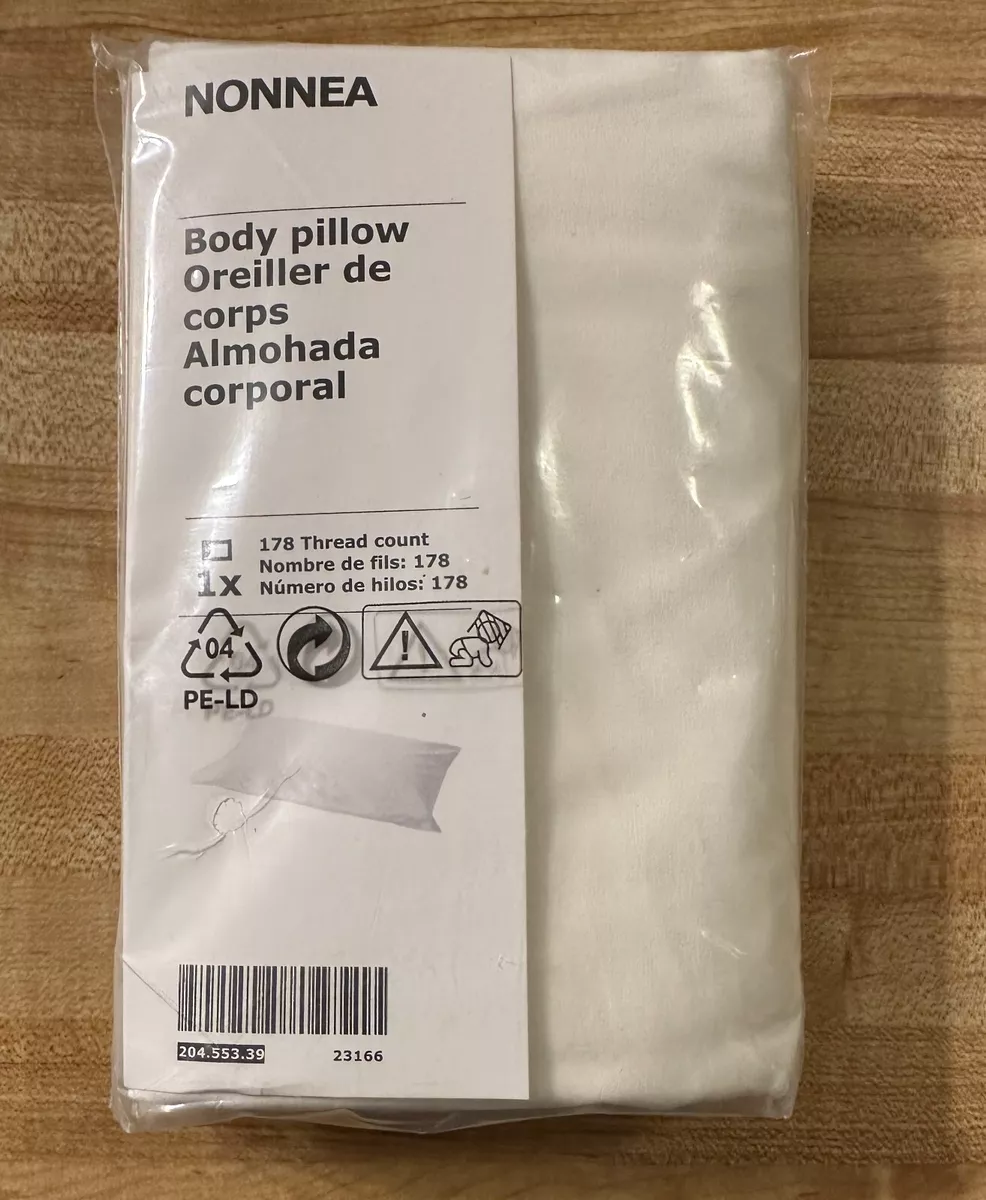 NONNEA
Body pillow
Oreiller de
corps
Almohada
corporal
178 Thread count
Nombre de fils: 178
1x
Número de hilos: 178
04
PE-LD
204.553.39
23166